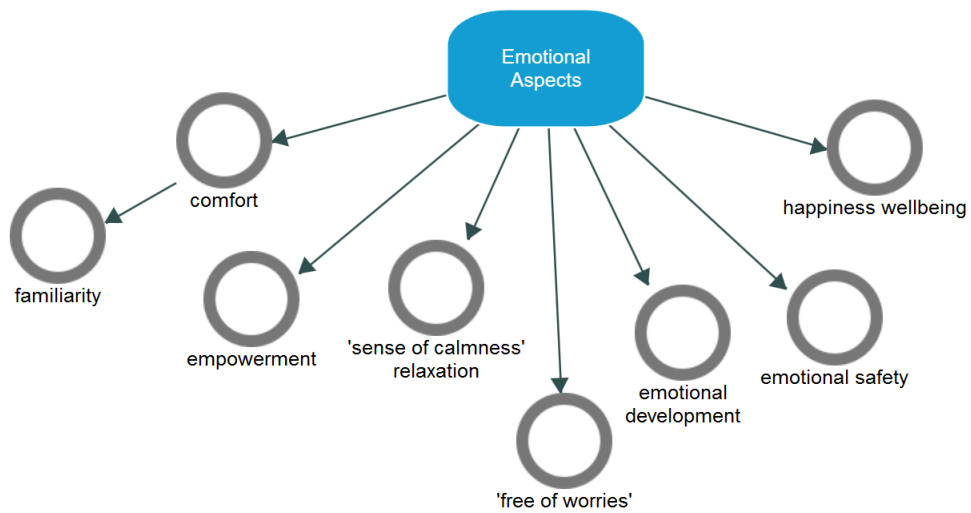 Emotional
Aspects
comfort
happiness wellbeing
familiarity
empowerment
'sense of calmness'
relaxation
emotional safety
emotional
development
'free of worries'